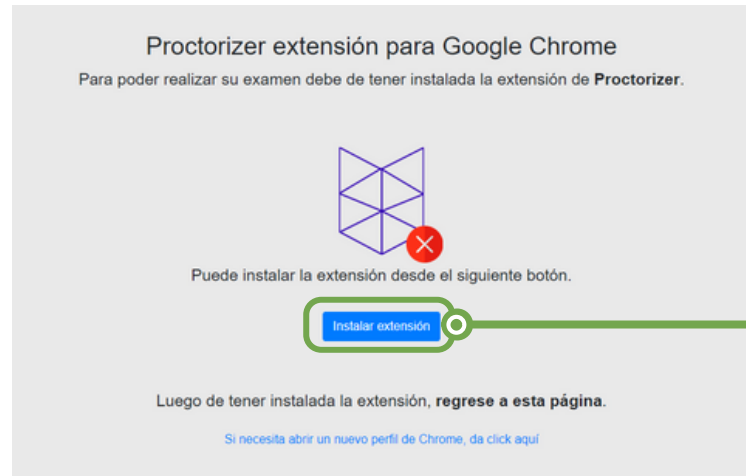 Proctorizer extensión para Google Chrome
Para poder realizar su examen debe de tener instalada la extensión de Proctorizer.
Puede instalar la extensión desde el siguiente botón.
Instalar extensión
Luego de tener instalada la extensión, regrese a esta página.
Si necesita abrir un nuevo perfil de Chrome, da click aquí